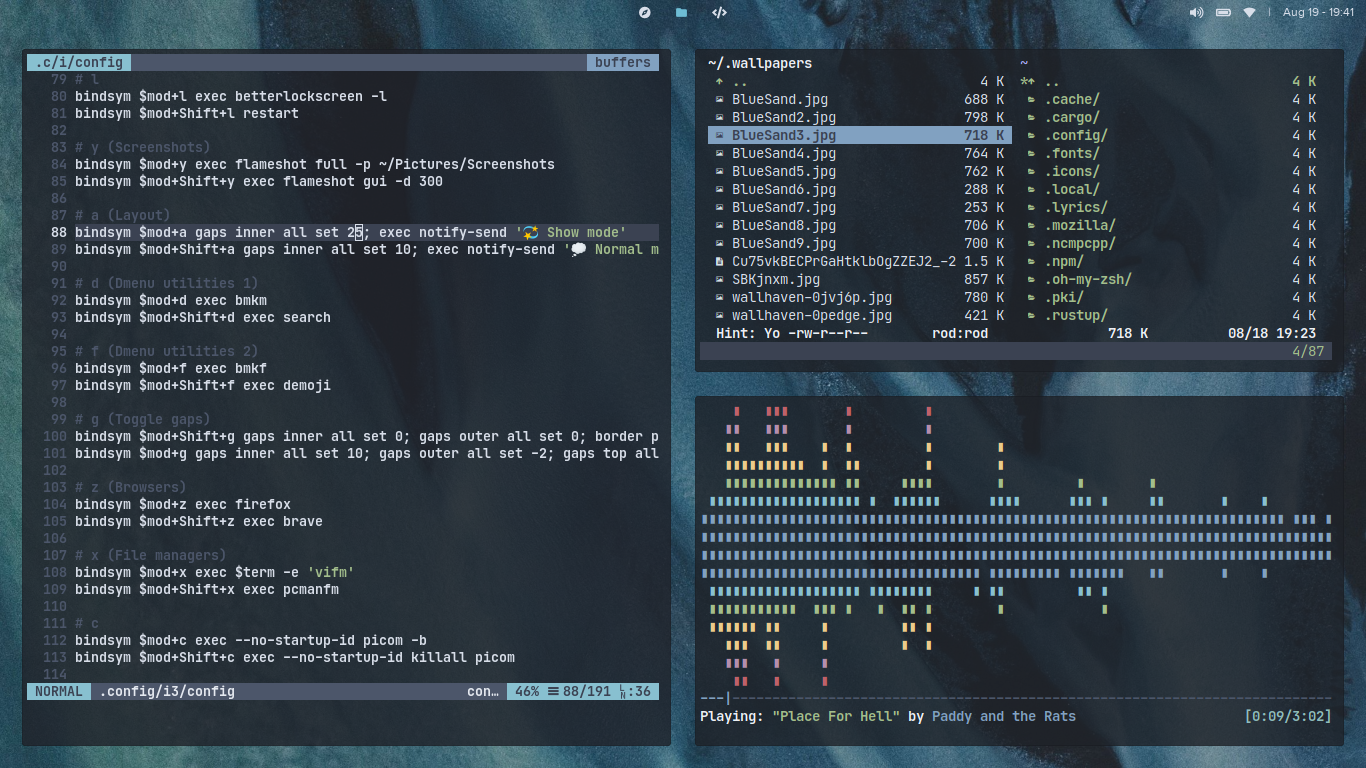 Aug 19 - 19:41
.c/i/config buffers
79 # l
80 bindsym $mod+l exec betterlockscreen -l
81 bindsym $mod+Shift+l restart
82
83 # y (Screenshots)
84 bindsym $mod+y exec flameshot full -p ~/Pictures/Screenshots
85 bindsym $mod+Shift+y exec flameshot gui -d 300
86
87 # a (Layout)
88 bindsym $mod+a gaps inner all set 25; exec notify-send '💫 Show mode'
89 bindsym $mod+Shift+a gaps inner all set 10; exec notify-send '💭 Normal m
90
91 # d (Dmenu utilities 1)
92 bindsym $mod+d exec bmkm
93 bindsym $mod+Shift+d exec search
94
95 # f (Dmenu utilities 2)
96 bindsym $mod+f exec bmkf
97 bindsym $mod+Shift+f exec demoji
98
99 # g (Toggle gaps)
100 bindsym $mod+Shift+g gaps inner all set 0; gaps outer all set 0; border p
101 bindsym $mod+g gaps inner all set 10; gaps outer all set -2; gaps top all
102
103 # z (Browsers)
104 bindsym $mod+z exec firefox
105 bindsym $mod+Shift+z exec brave
106
107 # x (File managers)
108 bindsym $mod+x exec $term -e 'vifm'
109 bindsym $mod+Shift+x exec pcmanfm
110
111 # c
112 bindsym $mod+c exec --no-startup-id picom -b
113 bindsym $mod+Shift+c exec --no-startup-id killall picom
114
NORMAL .config/i3/config con… 46% ☰ 88/191 LN:36
~/.wallpapers
.. 4 K
BlueSand.jpg 688 K
BlueSand2.jpg 798 K
BlueSand3.jpg 718 K
BlueSand4.jpg 764 K
BlueSand5.jpg 762 K
BlueSand6.jpg 288 K
BlueSand7.jpg 253 K
BlueSand8.jpg 706 K
BlueSand9.jpg 700 K
Cu75vkBECPrGaHtklbOgZZEJ2_-2 1.5 K
SBKjnxm.jpg 857 K
wallhaven-0jvj6p.jpg 780 K
wallhaven-0pedge.jpg 421 K
~
* .. 4 K
.cache/ 4 K
.cargo/ 4 K
.config/ 4 K
.fonts/ 4 K
.icons/ 4 K
.local/ 4 K
.lyrics/ 4 K
.mozilla/ 4 K
.ncmpcpp/ 4 K
.npm/ 4 K
.oh-my-zsh/ 4 K
.pki/ 4 K
.rustup/ 4 K
Hint: Yo -rw-r--r-- rod:rod 718 K 08/18 19:23
4/87
Playing: "Place For Hell" by Paddy and the Rats [0:09/3:02]